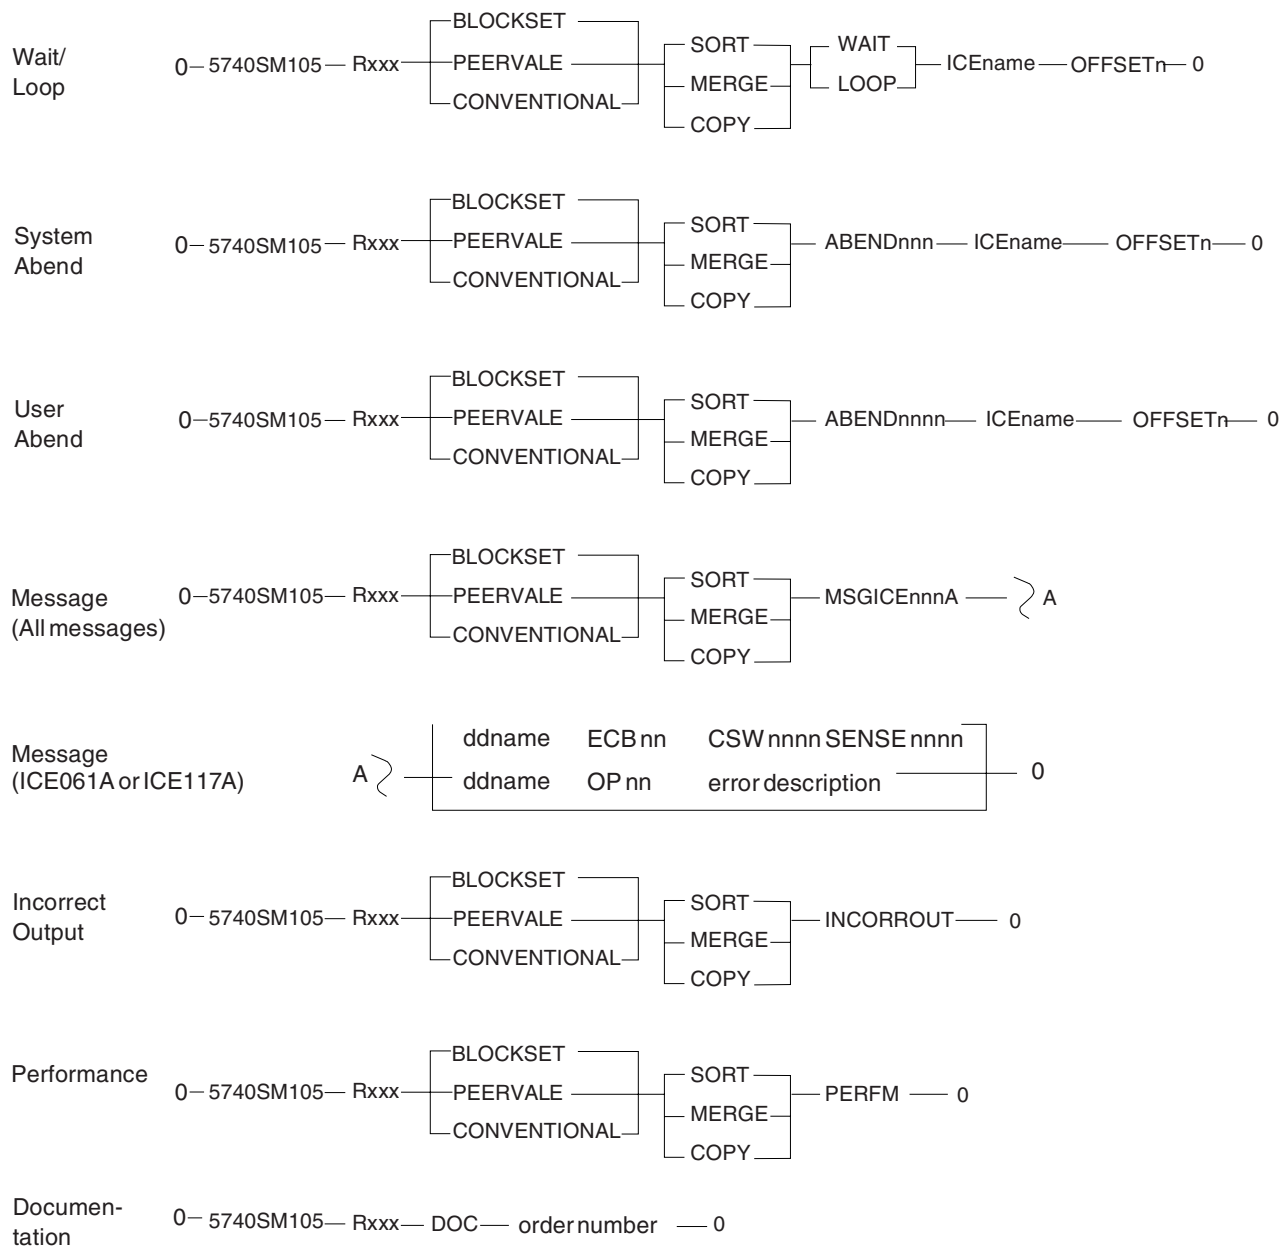 BLOCKSET
Wait/ 0 5740SM105 Rxxx PEERVALE SORT WAIT ICEname OFFSETn 0
Loop MERGE LOOP
CONVENTIONAL
COPY
BLOCKSET
System 0 5740SM105 Rxxx PEERVALE SORT ABENDnnn ICEname OFFSETn 0
Abend MERGE
CONVENTIONAL
COPY
BLOCKSET
User 0 5740SM105 Rxxx PEERVALE SORT ABENDnnnn ICEname OFFSETn 0
Abend MERGE
CONVENTIONAL
COPY
BLOCKSET
Message 0 5740SM105 Rxxx PEERVALE SORT MSGICEnnnA A
(All messages) MERGE
CONVENTIONAL
COPY
ddname ECB nn CSW nnnn SENSE nnnn
Message A 0
(ICE061A or ICE117A) ddname OP nn error description
BLOCKSET
Incorrect 0 5740SM105 Rxxx PEERVALE SORT INCORROUT 0
Output MERGE
CONVENTIONAL
COPY
BLOCKSET
Performance 0 5740SM105 Rxxx PEERVALE SORT PERFM 0
MERGE
CONVENTIONAL
COPY
Documen- 0 5740SM105 Rxxx DOC order number 0
tation